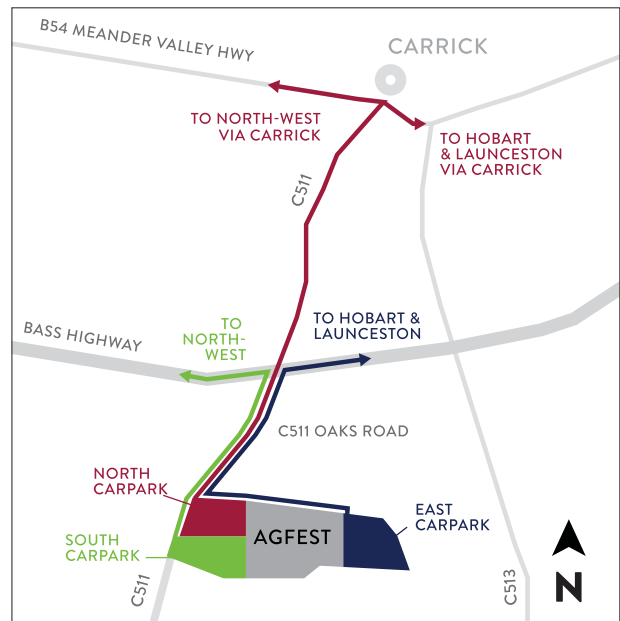 B54 MEANDER VALLEY HWY
CARRICK
TO NORTH-WEST
VIA CARRICK
TO HOBART
& LAUNCESTON
VIA CARRICK
C511
BASS HIGHWAY
TO
NORTH-
WEST
TO HOBART &
LAUNCESTON
C511 OAKS ROAD
NORTH
CARPARK
SOUTH
CARPARK
AGFEST
EAST
CARPARK
C511
C513
N